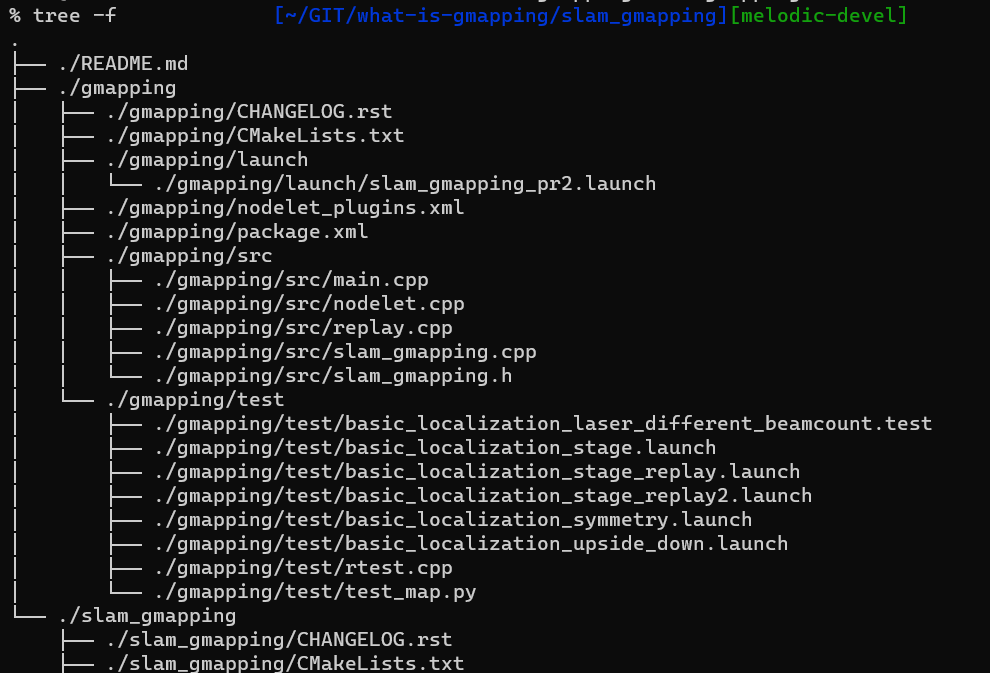 % tree -f [~/GIT/what-is-gmapping/slam_gmapping][melodic-devel]
.
├── ./README.md
├── ./gmapping
│   ├── ./gmapping/CHANGELOG.rst
│   ├── ./gmapping/CMakeLists.txt
│   ├── ./gmapping/launch
│   │   └── ./gmapping/launch/slam_gmapping_pr2.launch
│   ├── ./gmapping/nodelet_plugins.xml
│   ├── ./gmapping/package.xml
│   ├── ./gmapping/src
│   │   ├── ./gmapping/src/main.cpp
│   │   ├── ./gmapping/src/nodelet.cpp
│   │   ├── ./gmapping/src/replay.cpp
│   │   ├── ./gmapping/src/slam_gmapping.cpp
│   │   └── ./gmapping/src/slam_gmapping.h
│   └── ./gmapping/test
│       ├── ./gmapping/test/basic_localization_laser_different_beamcount.test
│       ├── ./gmapping/test/basic_localization_stage.launch
│       ├── ./gmapping/test/basic_localization_stage_replay.launch
│       ├── ./gmapping/test/basic_localization_stage_replay2.launch
│       ├── ./gmapping/test/basic_localization_symmetry.launch
│       ├── ./gmapping/test/basic_localization_upside_down.launch
│       ├── ./gmapping/test/rtest.cpp
│       └── ./gmapping/test/test_map.py
└── ./slam_gmapping
    ├── ./slam_gmapping/CHANGELOG.rst
    ├── ./slam_gmapping/CMakeLists.txt